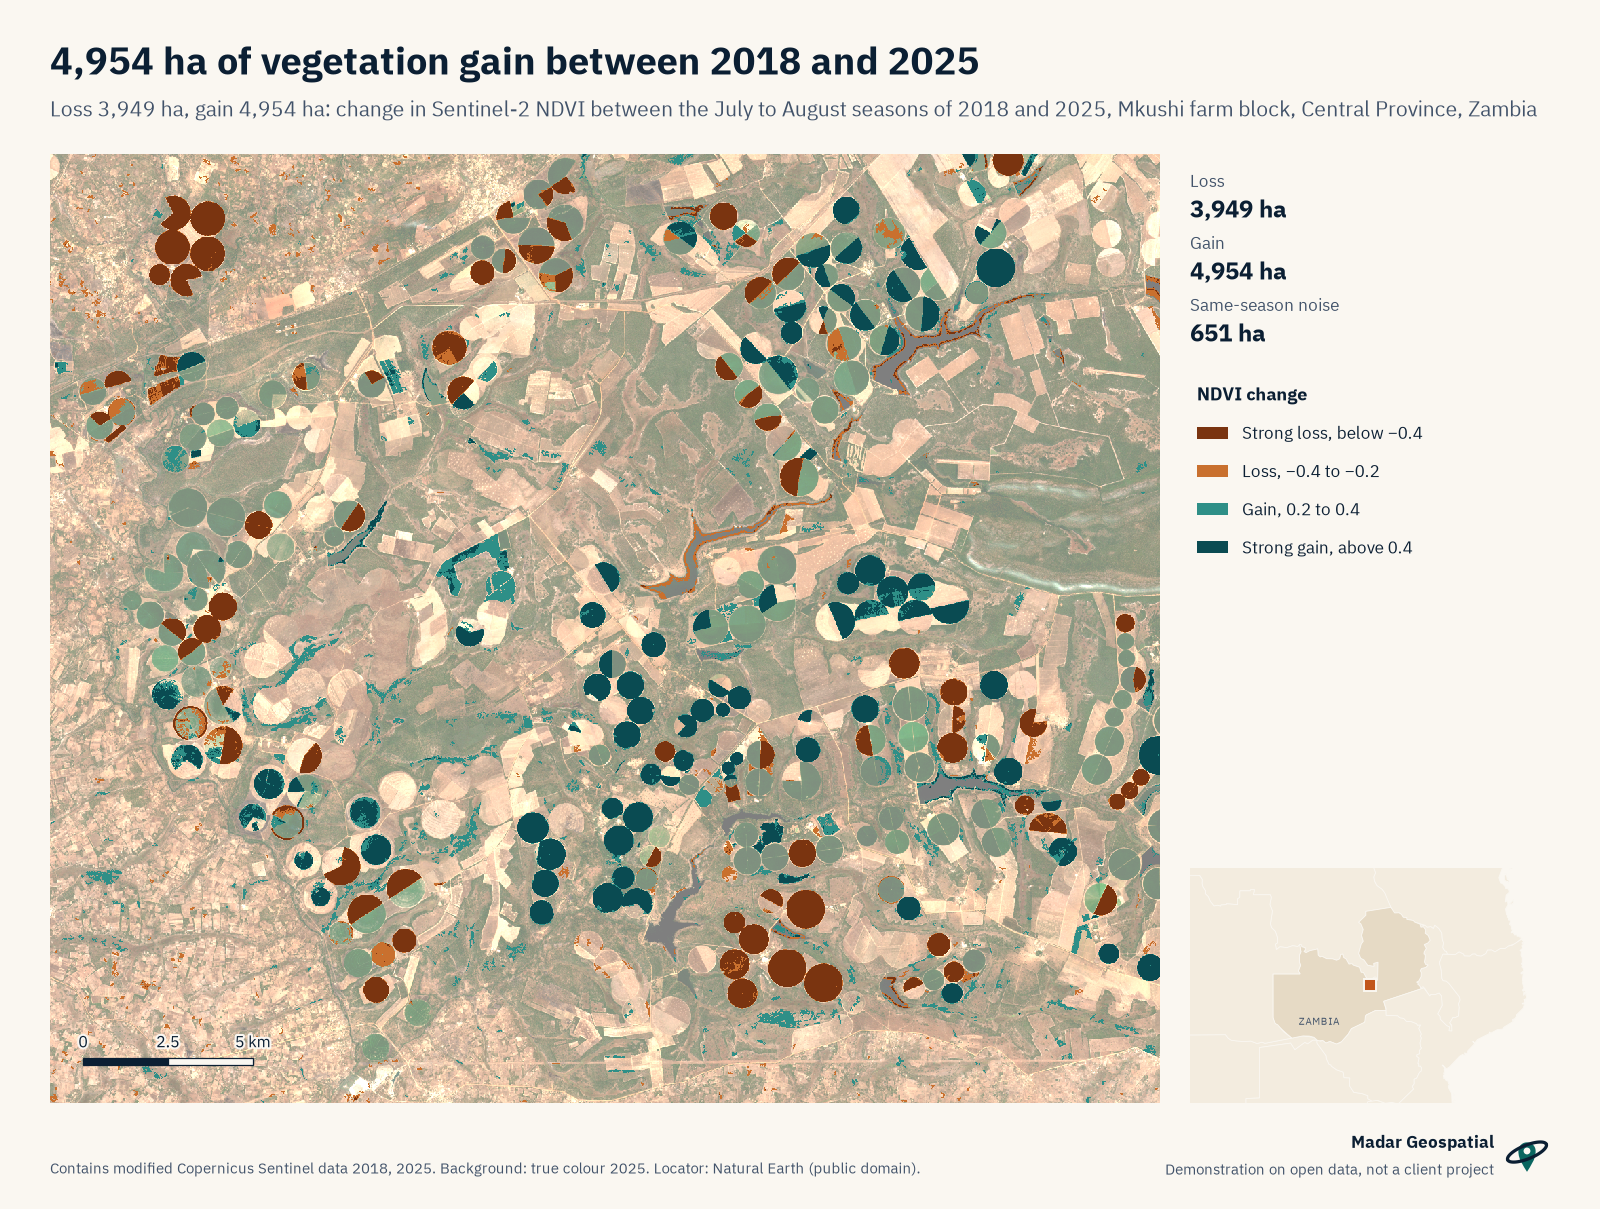 4,954 ha of vegetation gain between 2018 and 2025
Loss 3,949 ha, gain 4,954 ha: change in Sentinel-2 NDVI between the July to August seasons of 2018 and 2025, Mkushi farm block, Central Province, Zambia
Loss
3,949 ha
Gain
4,954 ha
Same-season noise
651 ha
NDVI change
Strong loss, below −0.4
Loss, −0.4 to −0.2
Gain, 0.2 to 0.4
Strong gain, above 0.4
0 2.5 5 km
ZAMBIA
Madar Geospatial
Demonstration on open data, not a client project
Contains modified Copernicus Sentinel data 2018, 2025. Background: true colour 2025. Locator: Natural Earth (public domain).